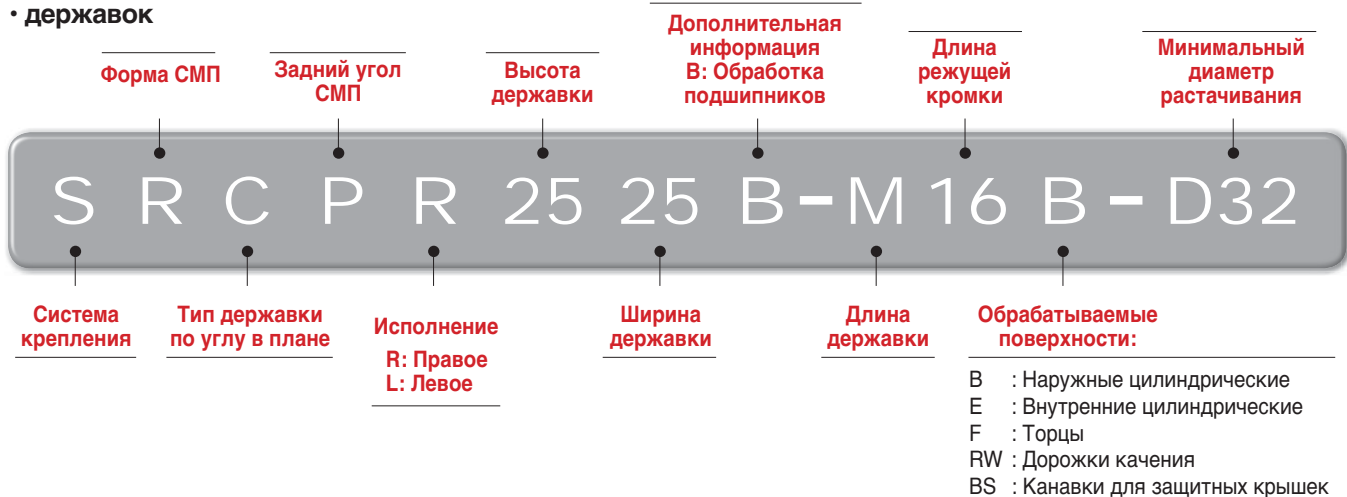 • державок
Форма СМП
Задний угол
СМП
Высота
державки
Дополнительная
информация
В: Обработка
подшипников
Длина
режущей
кромки
Минимальный
диаметр
растачивания
S R C P R 25 25 B-M 16 B - D32
Система
крепления
Тип державки
по углу в плане
Исполнение
R: Правое
L: Левое
Ширина
державки
Длина
державки
Обрабатываемые
поверхности:
B : Наружные цилиндрические
E : Внутренние цилиндрические
F : Торцы
RW : Дорожки качения
BS : Канавки для защитных крышек